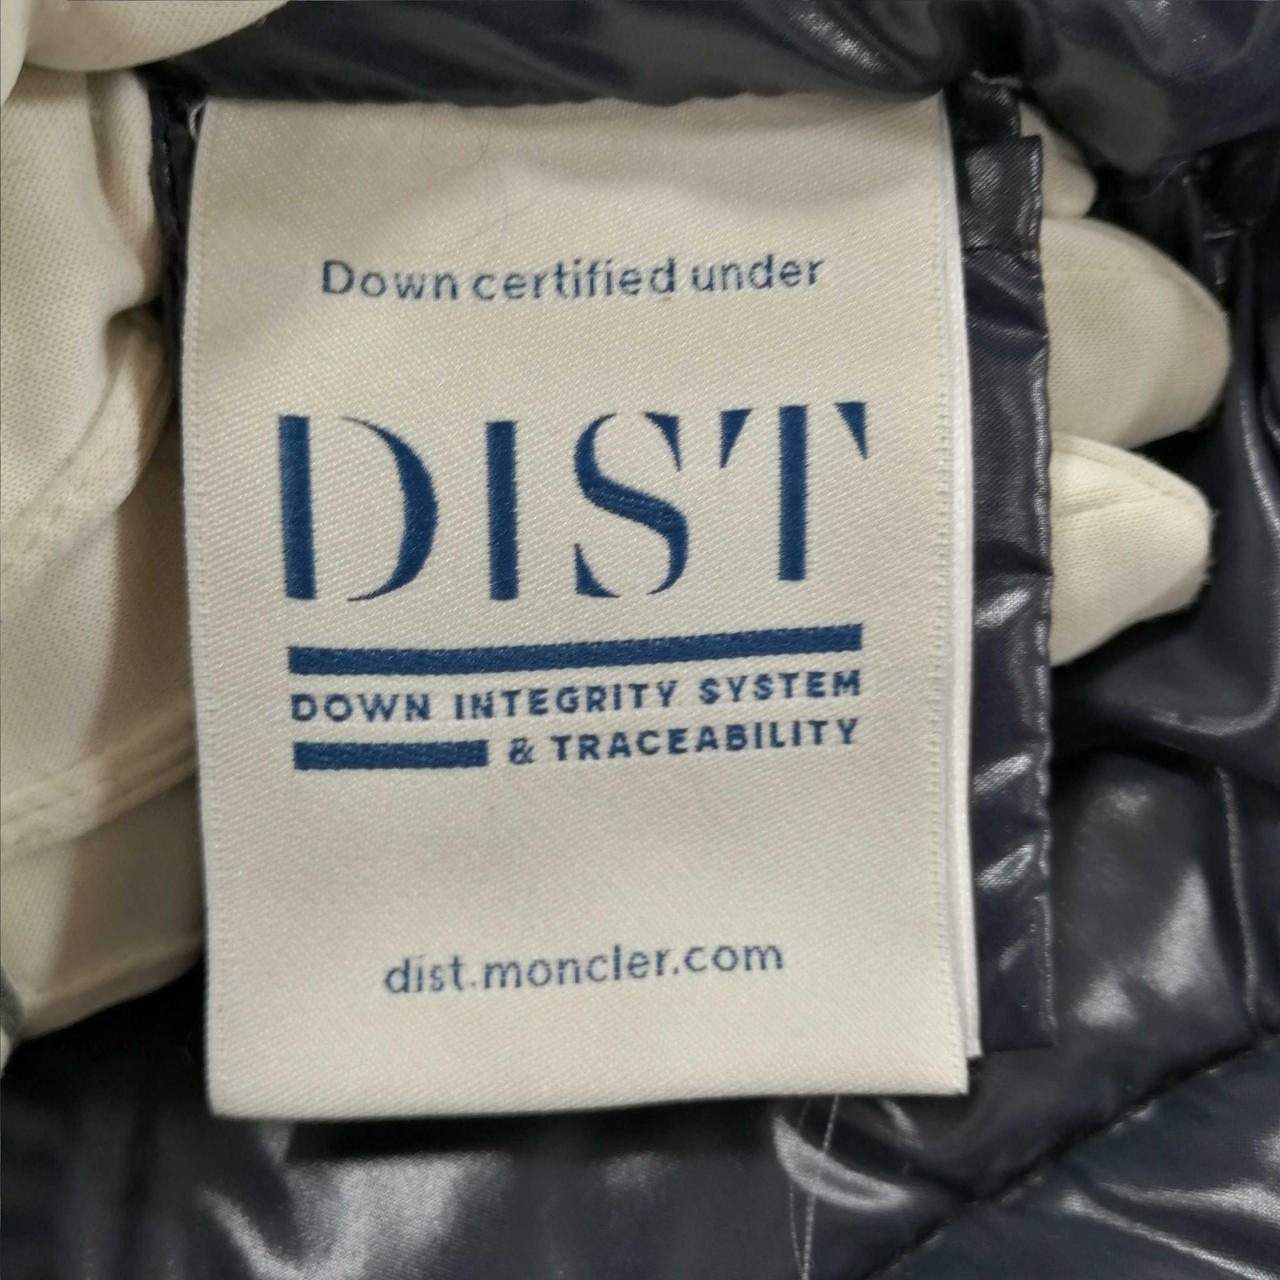 Down certified under
DIST
DOWN INTEGRITY SYSTEM
& TRACEABILITY
dist.moncler.com